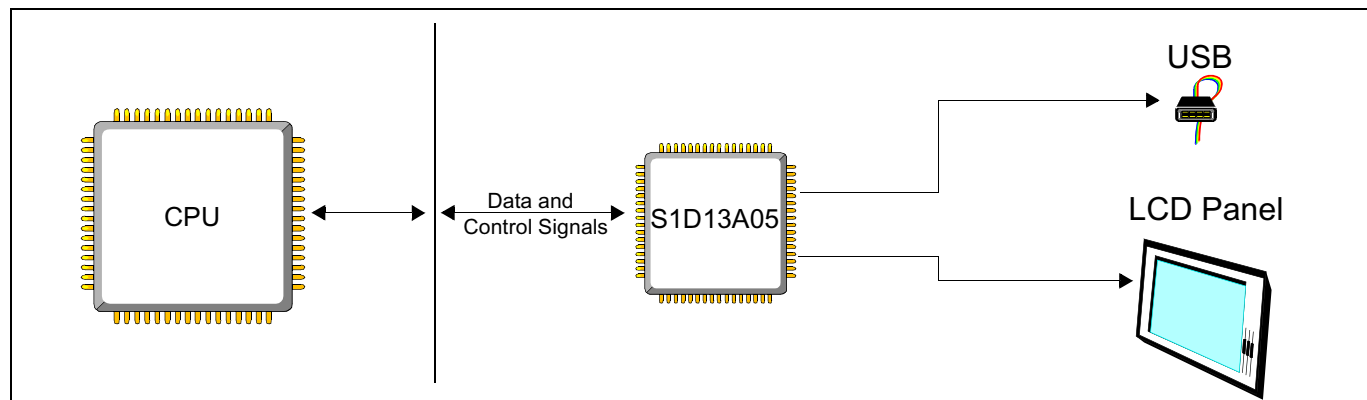 USB
CPU
Data and
Control Signals
S1D13A05
LCD Panel